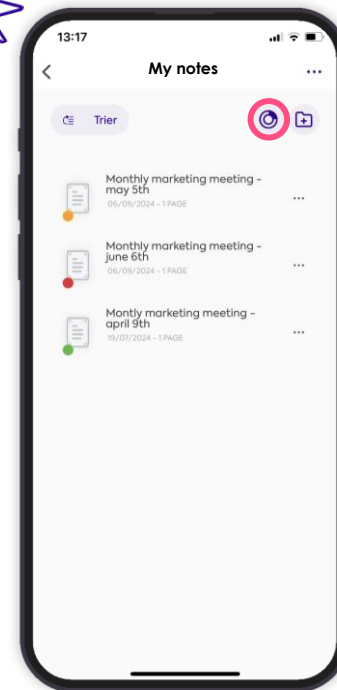 13:17
My notes
Trier
Monthly marketing meeting -
may 5th
06/09/2024 - 1 PAGE
Monthly marketing meeting -
june 6th
06/09/2024 - 1 PAGE
Montly marketing meeting -
april 9th
19/07/2024 - 1 PAGE